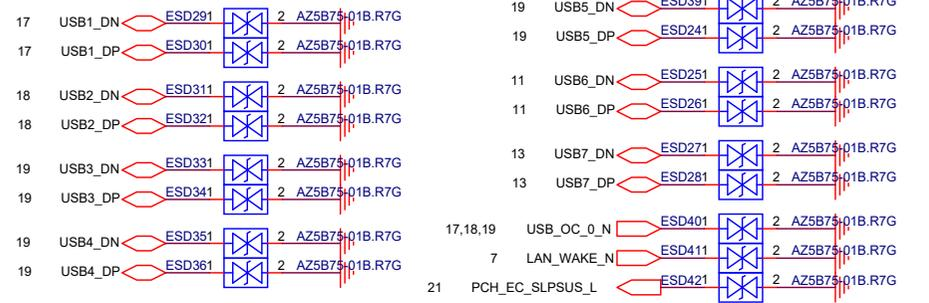 17 USB1_DN ESD291 2 AZ5B75-01B.R7G
17 USB1_DP ESD301 2 AZ5B75-01B.R7G
18 USB2_DN ESD311 2 AZ5B75-01B.R7G
18 USB2_DP ESD321 2 AZ5B75-01B.R7G
19 USB3_DN ESD331 2 AZ5B75-01B.R7G
19 USB3_DP ESD341 2 AZ5B75-01B.R7G
19 USB4_DN ESD351 2 AZ5B75-01B.R7G
19 USB4_DP ESD361 2 AZ5B75-01B.R7G
19 USB5_DN ESD391 2 AZ5B75-01B.R7G
19 USB5_DP ESD241 2 AZ5B75-01B.R7G
11 USB6_DN ESD251 2 AZ5B75-01B.R7G
11 USB6_DP ESD261 2 AZ5B75-01B.R7G
13 USB7_DN ESD271 2 AZ5B75-01B.R7G
13 USB7_DP ESD281 2 AZ5B75-01B.R7G
17,18,19 USB_OC_0_N ESD401 2 AZ5B75-01B.R7G
7 LAN_WAKE_N ESD411 2 AZ5B75-01B.R7G
21 PCH_EC_SLPSUS_L ESD421 2 AZ5B75-01B.R7G